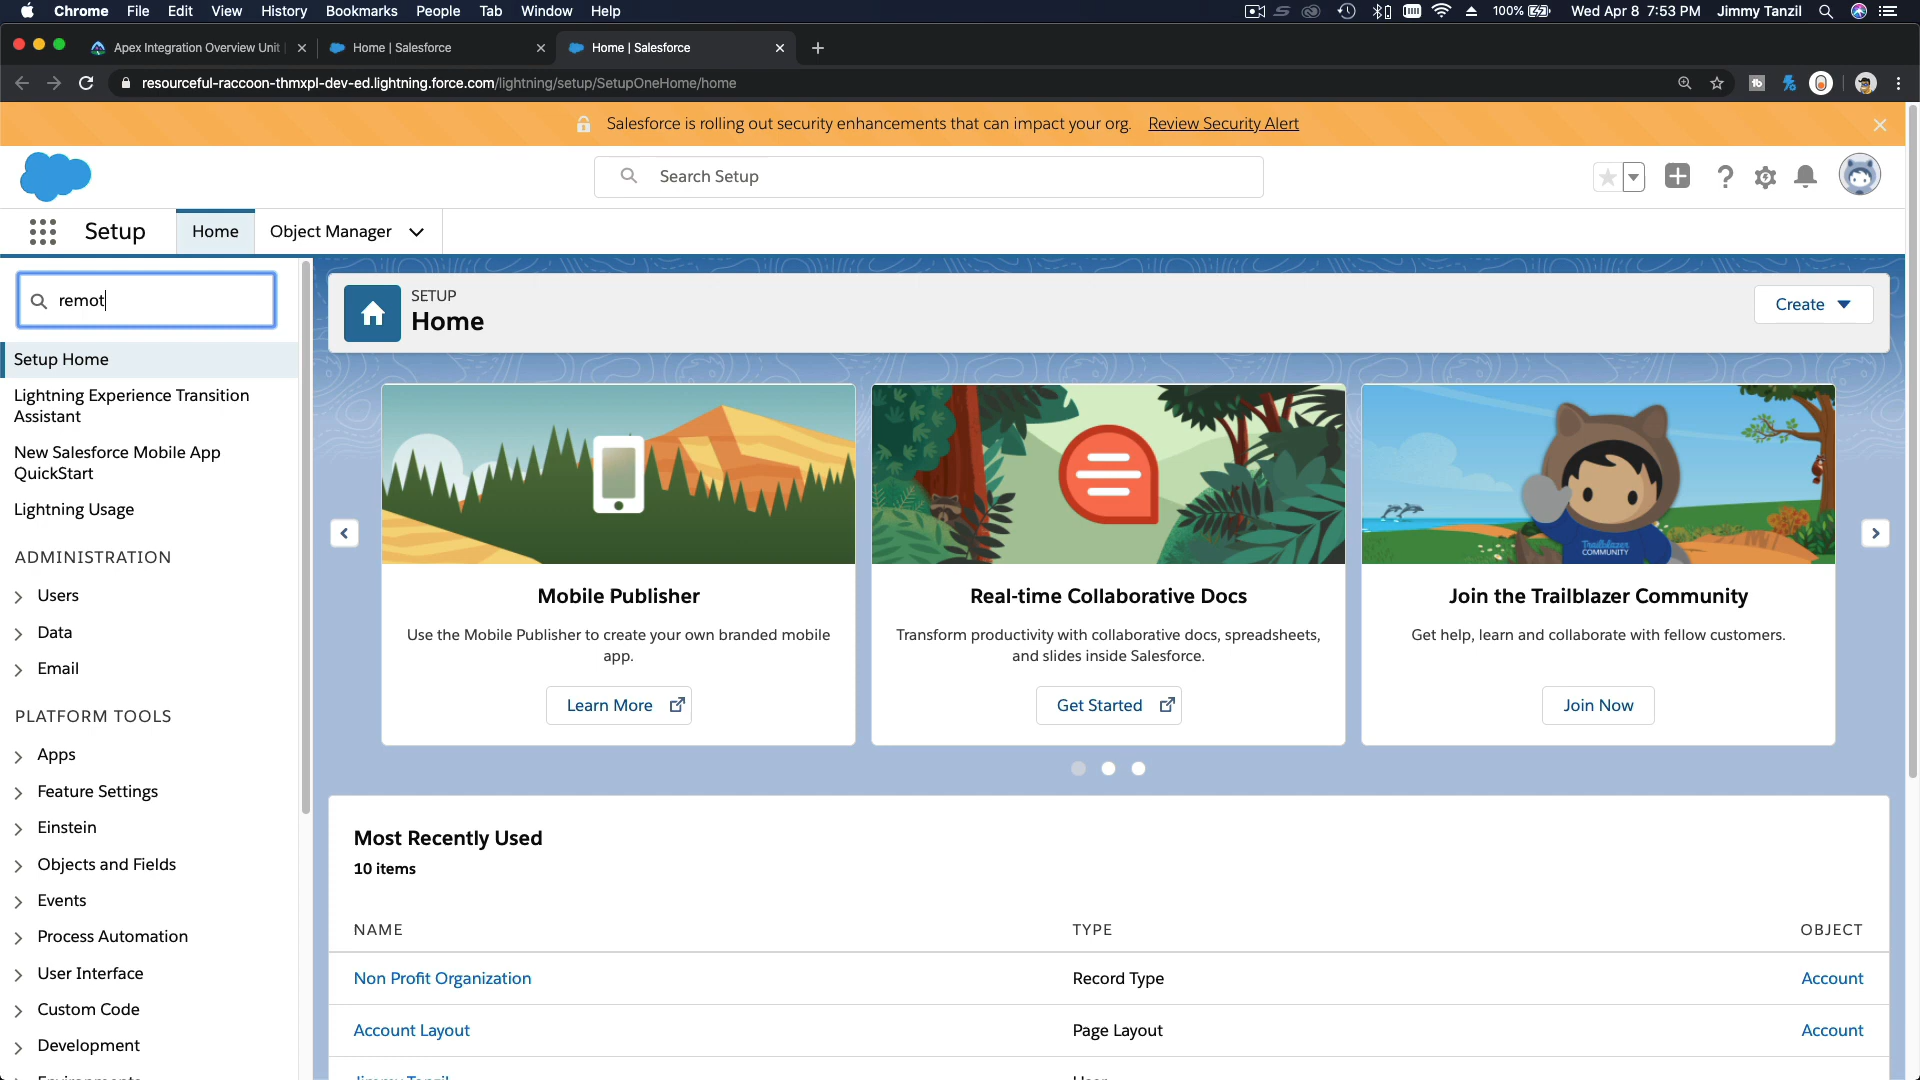 Chrome File Edit View History Bookmarks People Tab Window Help 100% Wed Apr 8 7:53 PM Jimmy Tanzil
Apex Integration Overview Unit Home | Salesforce Home | Salesforce
resourceful-raccoon-thmxpl-dev-ed.lightning.force.com/lightning/setup/SetupOneHome/home
Salesforce is rolling out security enhancements that can impact your org. Review Security Alert
Search Setup
Setup Home Object Manager
remot
Setup Home
Lightning Experience Transition
Assistant
New Salesforce Mobile App
QuickStart
Lightning Usage
ADMINISTRATION
Users
Data
Email
PLATFORM TOOLS
Apps
Feature Settings
Einstein
Objects and Fields
Events
Process Automation
User Interface
Custom Code
Development
SETUP
Home
Create
Mobile Publisher
Use the Mobile Publisher to create your own branded mobile
app.
Learn More
Real-time Collaborative Docs
Transform productivity with collaborative docs, spreadsheets,
and slides inside Salesforce.
Get Started
Trailblazer
COMMUNITY
Join the Trailblazer Community
Get help, learn and collaborate with fellow customers.
Join Now
Most Recently Used
10 items
NAME TYPE OBJECT
Non Profit Organization Record Type Account
Account Layout Page Layout Account